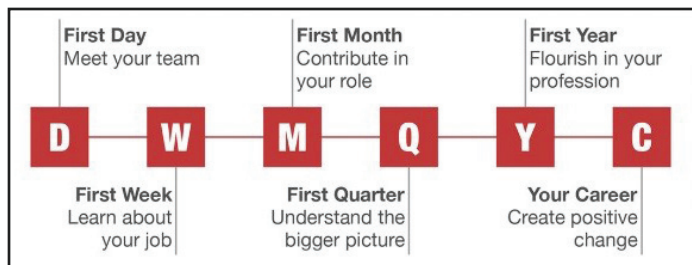 First Day
Meet your team
First Month
Contribute in
your role
First Year
Flourish in your
profession
D
W
M
Q
Y
C
First Week
Learn about
your job
First Quarter
Understand the
bigger picture
Your Career
Create positive
change